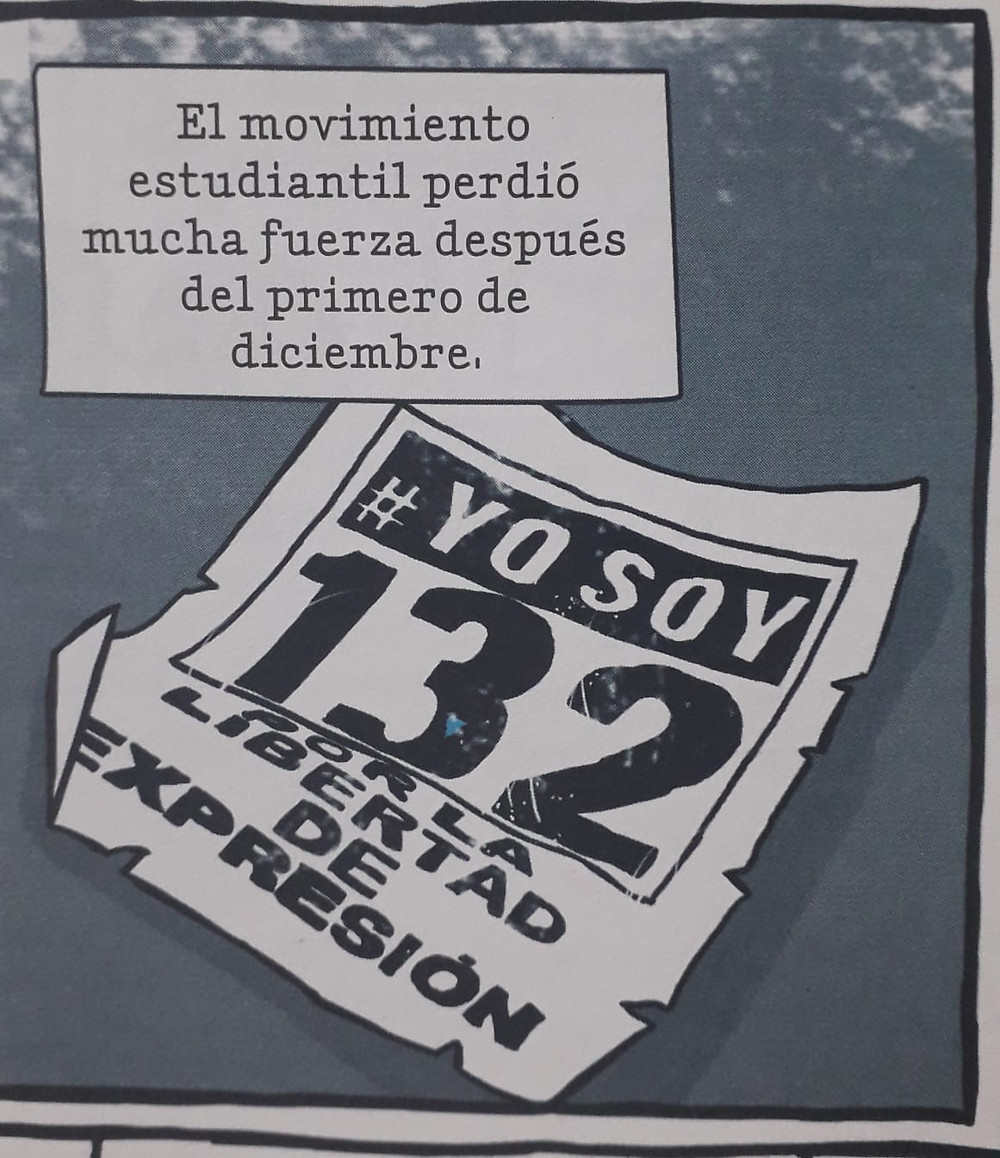 El movimiento
estudiantil perdió
mucha fuerza después
del primero de
diciembre.
#YO SOY
132
POR LA
LIBERTAD
DE
EXPRESIÓN